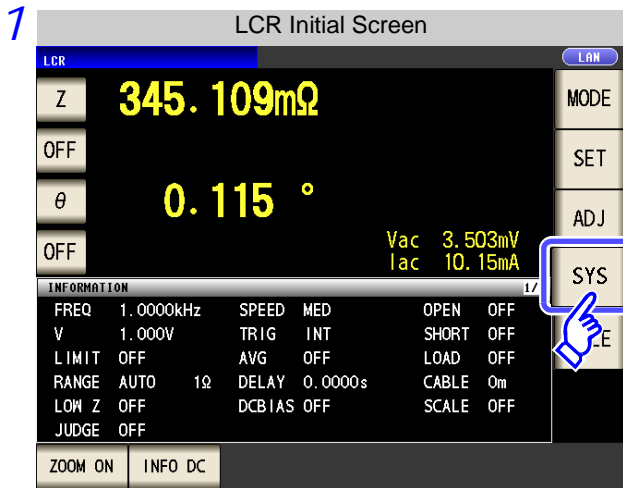 1
LCR Initial Screen
LCR
LAN
Z 345.109mΩ
MODE
OFF
SET
θ 0.115 °
ADJ
OFF
Vac 3.503mV
Iac 10.15mA
SYS
INFORMATION 1/
FREQ 1.0000kHz SPEED MED OPEN OFF
V 1.000V TRIG INT SHORT OFF
LIMIT OFF AVG OFF LOAD OFF
RANGE AUTO 1Ω DELAY 0.0000s CABLE 0m
LOW Z OFF DCBIAS OFF SCALE OFF
JUDGE OFF
ZOOM ON INFO DC